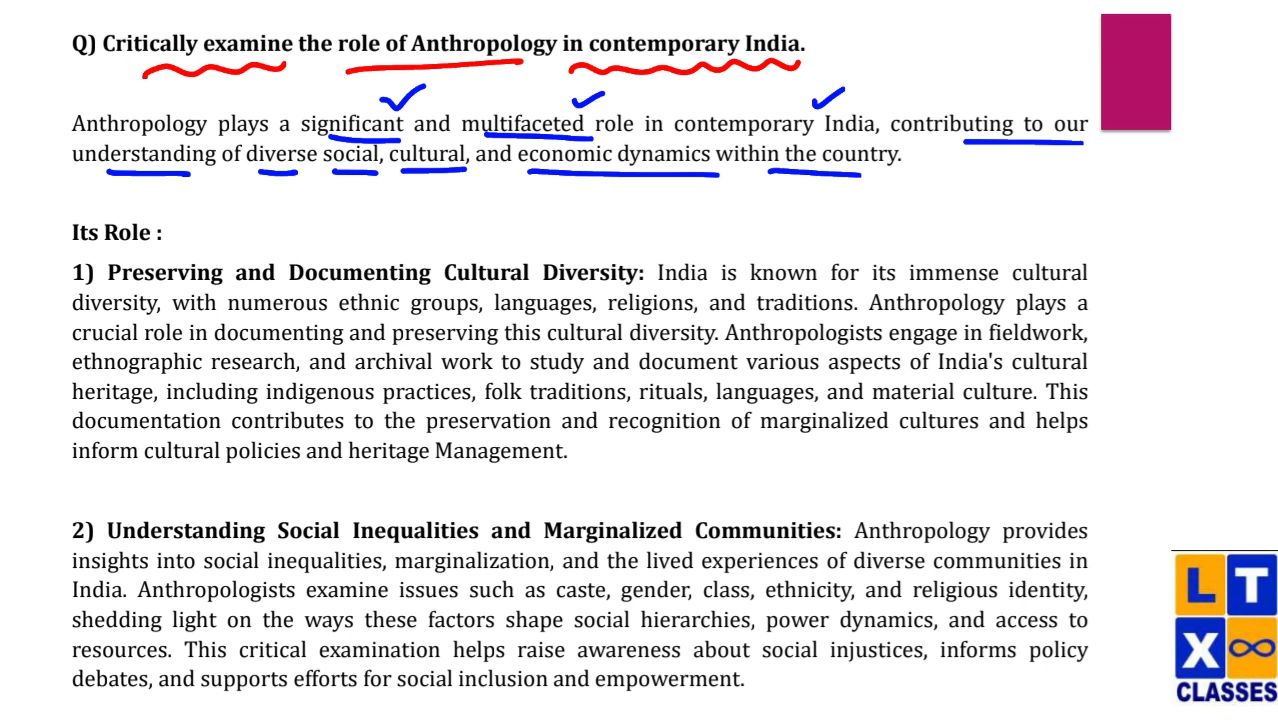 Q) Critically examine the role of Anthropology in contemporary India.
Anthropology plays a significant and multifaceted role in contemporary India, contributing to our
understanding of diverse social, cultural, and economic dynamics within the country.
Its Role :
1) Preserving and Documenting Cultural Diversity: India is known for its immense cultural
diversity, with numerous ethnic groups, languages, religions, and traditions. Anthropology plays a
crucial role in documenting and preserving this cultural diversity. Anthropologists engage in fieldwork,
ethnographic research, and archival work to study and document various aspects of India's cultural
heritage, including indigenous practices, folk traditions, rituals, languages, and material culture. This
documentation contributes to the preservation and recognition of marginalized cultures and helps
inform cultural policies and heritage Management.
2) Understanding Social Inequalities and Marginalized Communities: Anthropology provides
insights into social inequalities, marginalization, and the lived experiences of diverse communities in
India. Anthropologists examine issues such as caste, gender, class, ethnicity, and religious identity,
shedding light on the ways these factors shape social hierarchies, power dynamics, and access to
resources. This critical examination helps raise awareness about social injustices, informs policy
debates, and supports efforts for social inclusion and empowerment.
L T
X ∞
CLASSES